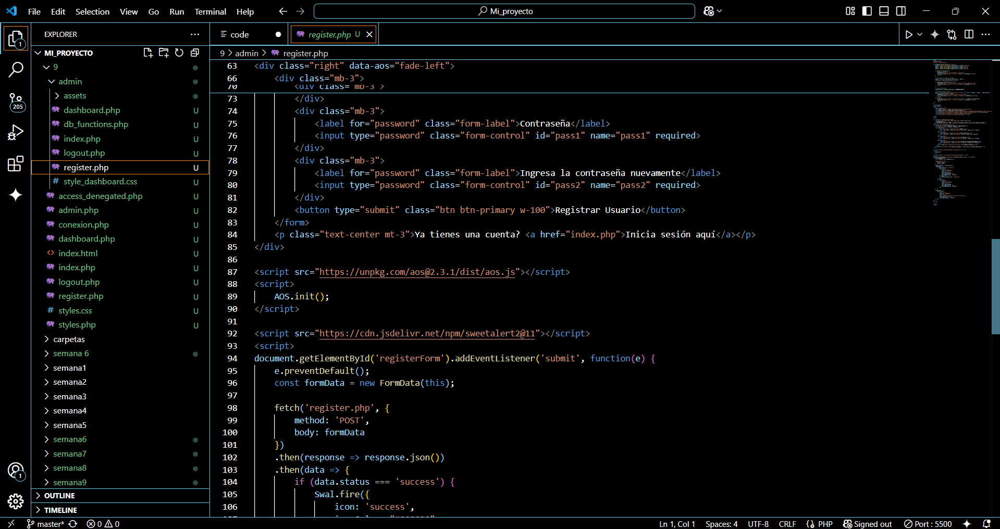 File Edit Selection View Go Run Terminal Help
Mi_proyecto
EXPLORER
MI_PROYECTO
9
admin
assets
dashboard.php U
db_functions.php U
index.php U
logout.php U
register.php U
style_dashboard.css U
access_denegated.php U
admin.php U
conexion.php U
dashboard.php U
index.html U
index.php U
logout.php U
register.php U
styles.css U
styles.php U
carpetas
semana 6
semana1
semana2
semana3
semana4
semana5
semana6
semana7
semana8
semana9
OUTLINE
TIMELINE
1
205
1
code
register.php U
9 > admin > register.php
63 <div class="right" data-aos="fade-left">
66 <div class="mb-3">
70 <div class="mb-3">
73 </div>
74 <div class="mb-3">
75 <label for="password" class="form-label">Contraseña</label>
76 <input type="password" class="form-control" id="pass1" name="pass1" required>
77 </div>
78 <div class="mb-3">
79 <label for="password" class="form-label">Ingresa la contraseña nuevamente</label>
80 <input type="password" class="form-control" id="pass2" name="pass2" required>
81 </div>
82 <button type="submit" class="btn btn-primary w-100">Registrar Usuario</button>
83 </form>
84 <p class="text-center mt-3">Ya tienes una cuenta? <a href="index.php">Inicia sesión aquí</a></p>
85 </div>
86
87 <script src="https://unpkg.com/aos@2.3.1/dist/aos.js"></script>
88 <script>
89 AOS.init();
90 </script>
91
92 <script src="https://cdn.jsdelivr.net/npm/sweetalert2@11"></script>
93 <script>
94 document.getElementById('registerForm').addEventListener('submit', function(e) {
95 e.preventDefault();
96 const formData = new FormData(this);
97
98 fetch('register.php', {
99 method: 'POST',
100 body: formData
101 })
102 .then(response => response.json())
103 .then(data => {
104 if (data.status === 'success') {
105 Swal.fire({
106 icon: 'success',
master* 0 0
Ln 1, Col 1 Spaces: 4 UTF-8 CRLF PHP Signed out Port : 5500